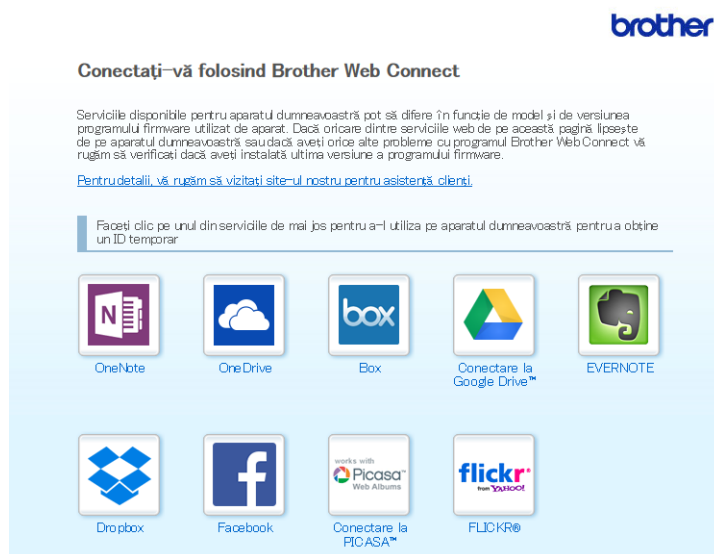 brother
Conectați-vă folosind Brother Web Connect
Serviciile disponibile pentru aparatul dumneavoastră pot să difere în funcție de model și de versiunea
programului firmware utilizat de aparat. Dacă oricare dintre serviciile web de pe această pagină lipsește
de pe aparatul dumneavoastră sau dacă aveți orice alte probleme cu programul Brother Web Connect vă
rugăm să verificați dacă aveți instalată ultima versiune a programului firmware.
Pentru detalii, vă rugăm să vizitați site-ul nostru pentru asistență clienți.
Faceți clic pe unul din serviciile de mai jos pentru a-l utiliza pe aparatul dumneavoastră pentru a obține
un ID temporar
N
box
OneNote
OneDrive
Box
Conectare la
Google Drive™
EVERNOTE
f
works with
Picasa™
Web Albums
flickr
from YAHOO!
Dropbox
Facebook
Conectare la
PICASA™
FLICKR®